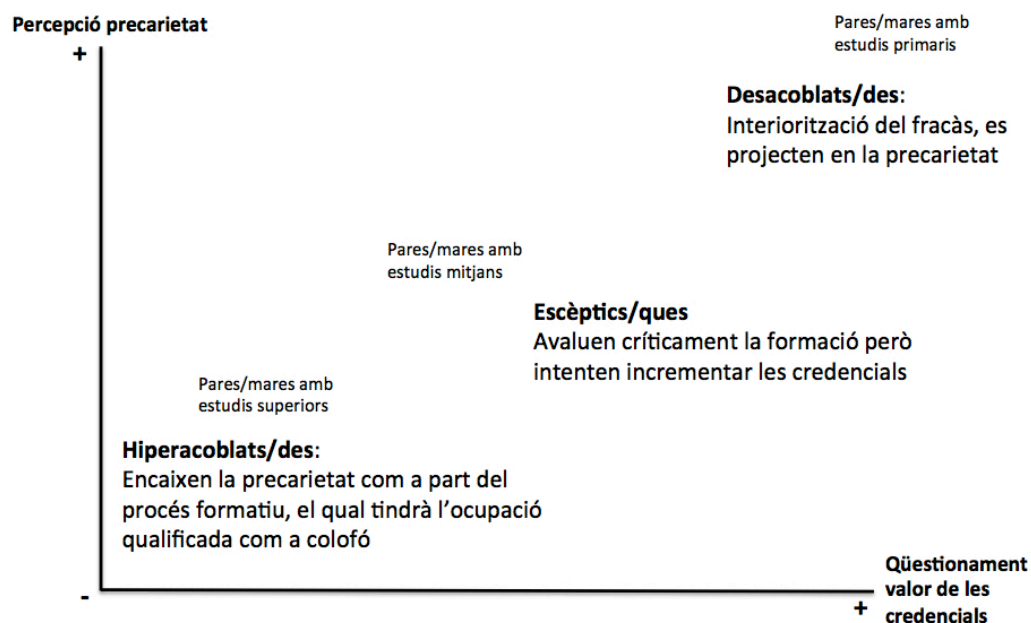 Percepció precarietat
+
Pares/mares amb
estudis primaris
Desacoblats/des:
Interiorització del fracàs, es
projecten en la precarietat
Pares/mares amb
estudis mitjans
Escèptics/ques
Avaluen críticament la formació però
intenten incrementar les credencials
Pares/mares amb
estudis superiors
Hiperacoblats/des:
Encaixen la precarietat com a part del
procés formatiu, el qual tindrà l'ocupació
qualificada com a colofó
-
+
Qüestionament
valor de les
credencials